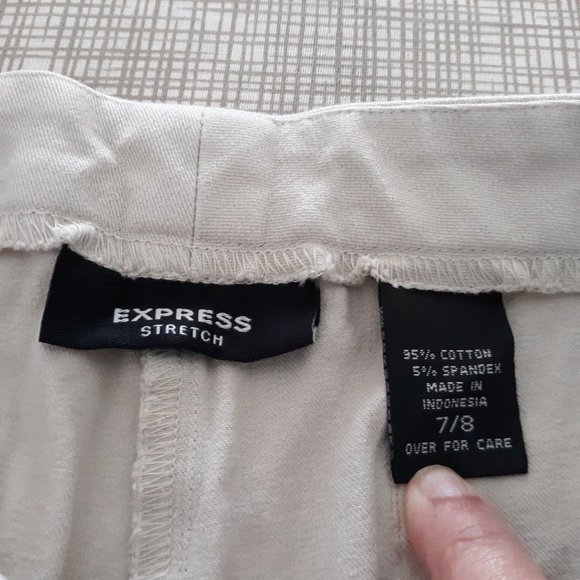 EXPRESS
STRETCH
95% COTTON
5% SPANDEX
MADE IN
INDONESIA
7/8
OVER FOR CARE